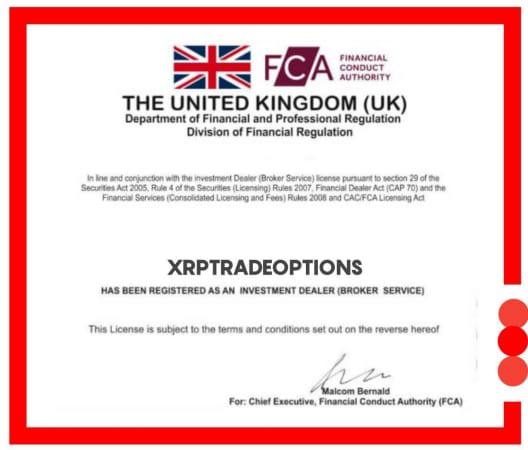 FCA FINANCIAL
CONDUCT
AUTHORITY
THE UNITED KINGDOM (UK)
Department of Financial and Professional Regulation
Division of Financial Regulation
In line and conjunction with the investment Dealer (Broker Service) license pursuant to section 29 of the
Securities Act 2005, Rule 4 of the Securities (Licensing) Rules 2007, Financial Dealer Act (CAP 70) and the
Financial Services (Consolidated Licensing and Fees) Rules 2008 and CAC/FCA Licensing Act
XRPTRADEOPTIONS
HAS BEEN REGISTERED AS AN INVESTMENT DEALER (BROKER SERVICE)
This License is subject to the terms and conditions set out on the reverse hereof
Malcom Bernald
For: Chief Executive, Financial Conduct Authority (FCA)